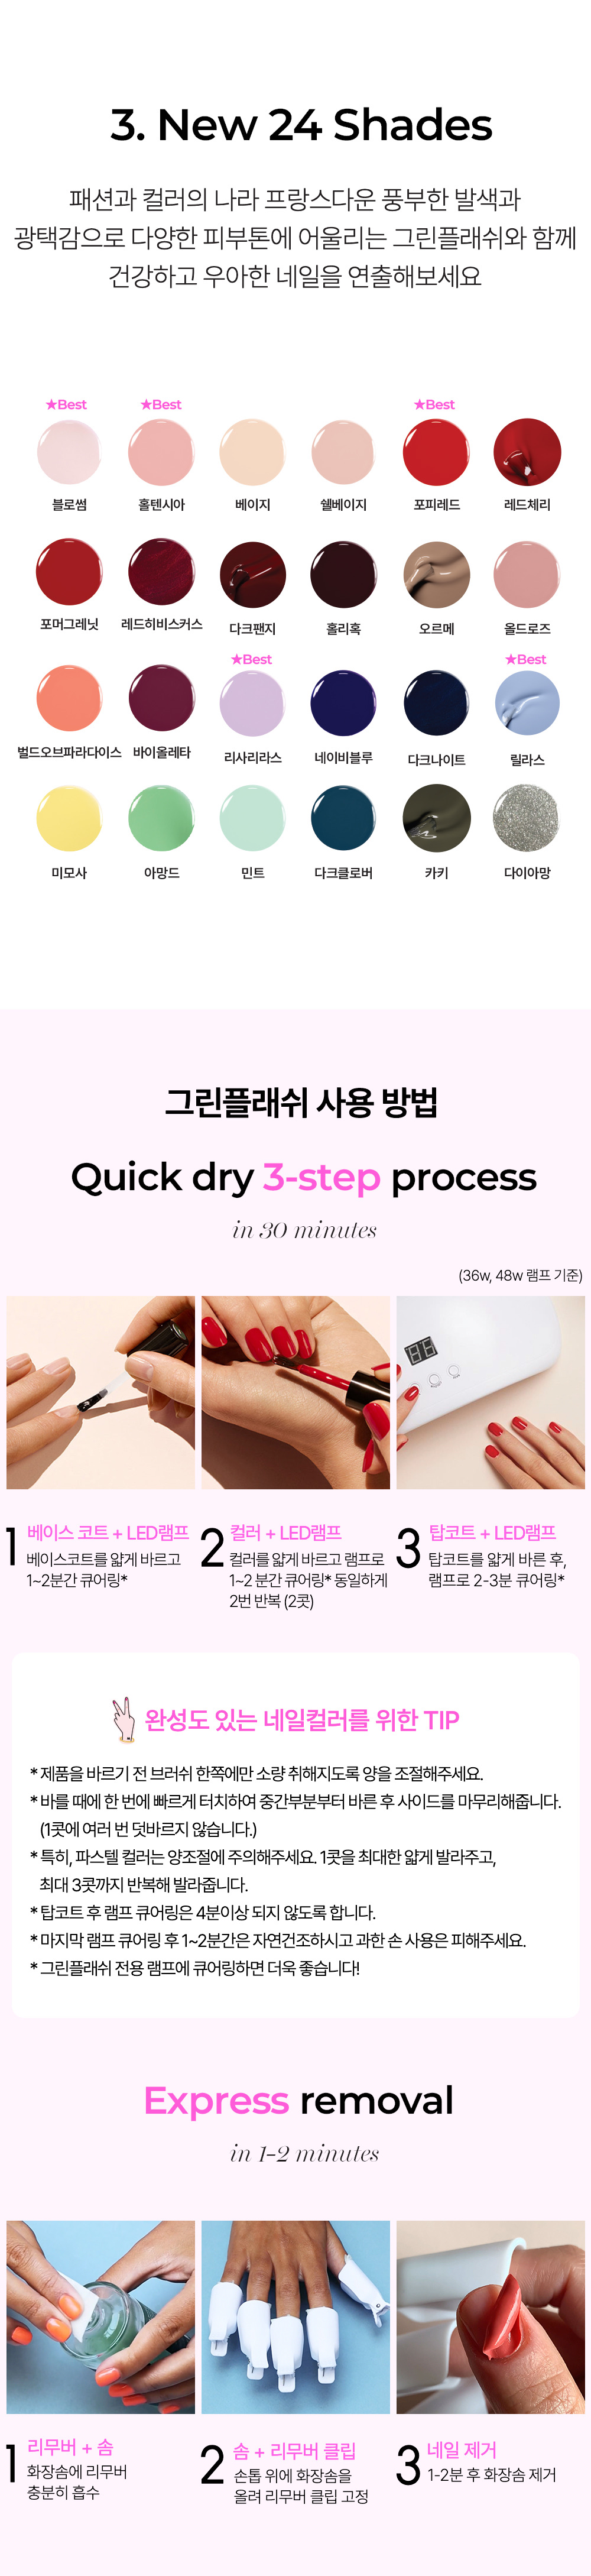 3. New 24 Shades
패션과 컬러의 나라 프랑스다운 풍부한 발색과
광택감으로 다양한 피부톤에 어울리는 그린플래쉬와 함께
건강하고 우아한 네일을 연출해보세요
★Best ★Best ★Best
블로썸 홀텐시아 베이지 쉘베이지 포피레드 레드체리
포머그레닛 레드히비스커스 다크팬지 홀리혹 오르메 올드로즈
★Best ★Best
벌드오브파라다이스 바이올레타 리사리라스 네이비블루 다크나이트 릴라스
미모사 아망드 민트 다크클로버 카키 다이아망
그린플래쉬 사용 방법
Quick dry 3-step process
in 30 minutes
(36w, 48w 램프 기준)
1 베이스 코트 + LED램프
베이스코트를 얇게 바르고
1~2분간 큐어링*
2 컬러 + LED램프
컬러를 얇게 바르고 램프로
1~2 분간 큐어링* 동일하게
2번 반복 (2콧)
3 탑코트 + LED램프
탑코트를 얇게 바른 후,
램프로 2-3분 큐어링*
완성도 있는 네일컬러를 위한 TIP
* 제품을 바르기 전 브러쉬 한쪽에만 소량 취해지도록 양을 조절해주세요.
* 바를 때에 한 번에 빠르게 터치하여 중간부분부터 바른 후 사이드를 마무리해줍니다.
(1콧에 여러 번 덧바르지 않습니다.)
* 특히, 파스텔 컬러는 양조절에 주의해주세요. 1콧을 최대한 얇게 발라주고,
최대 3콧까지 반복해 발라줍니다.
* 탑코트 후 램프 큐어링은 4분이상 되지 않도록 합니다.
* 마지막 램프 큐어링 후 1~2분간은 자연건조하시고 과한 손 사용은 피해주세요.
* 그린플래쉬 전용 램프에 큐어링하면 더욱 좋습니다!
Express removal
in 1-2 minutes
1 리무버 + 솜
화장솜에 리무버
충분히 흡수
2 솜 + 리무버 클립
손톱 위에 화장솜을
올려 리무버 클립 고정
3 네일 제거
1-2분 후 화장솜 제거